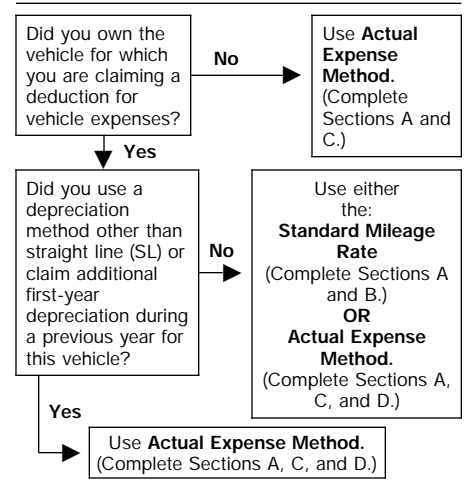 Did you own the
vehicle for which
you are claiming a
deduction for
vehicle expenses?
No
Use Actual
Expense
Method.
(Complete
Sections A and
C.)
Yes
Did you use a
depreciation
method other than
straight line (SL) or
claim additional
first-year
depreciation during
a previous year for
this vehicle?
No
Use either
the:
Standard Mileage
Rate
(Complete Sections A
and B.)
OR
Actual Expense
Method.
(Complete Sections A,
C, and D.)
Yes
Use Actual Expense Method.
(Complete Sections A, C, and D.)